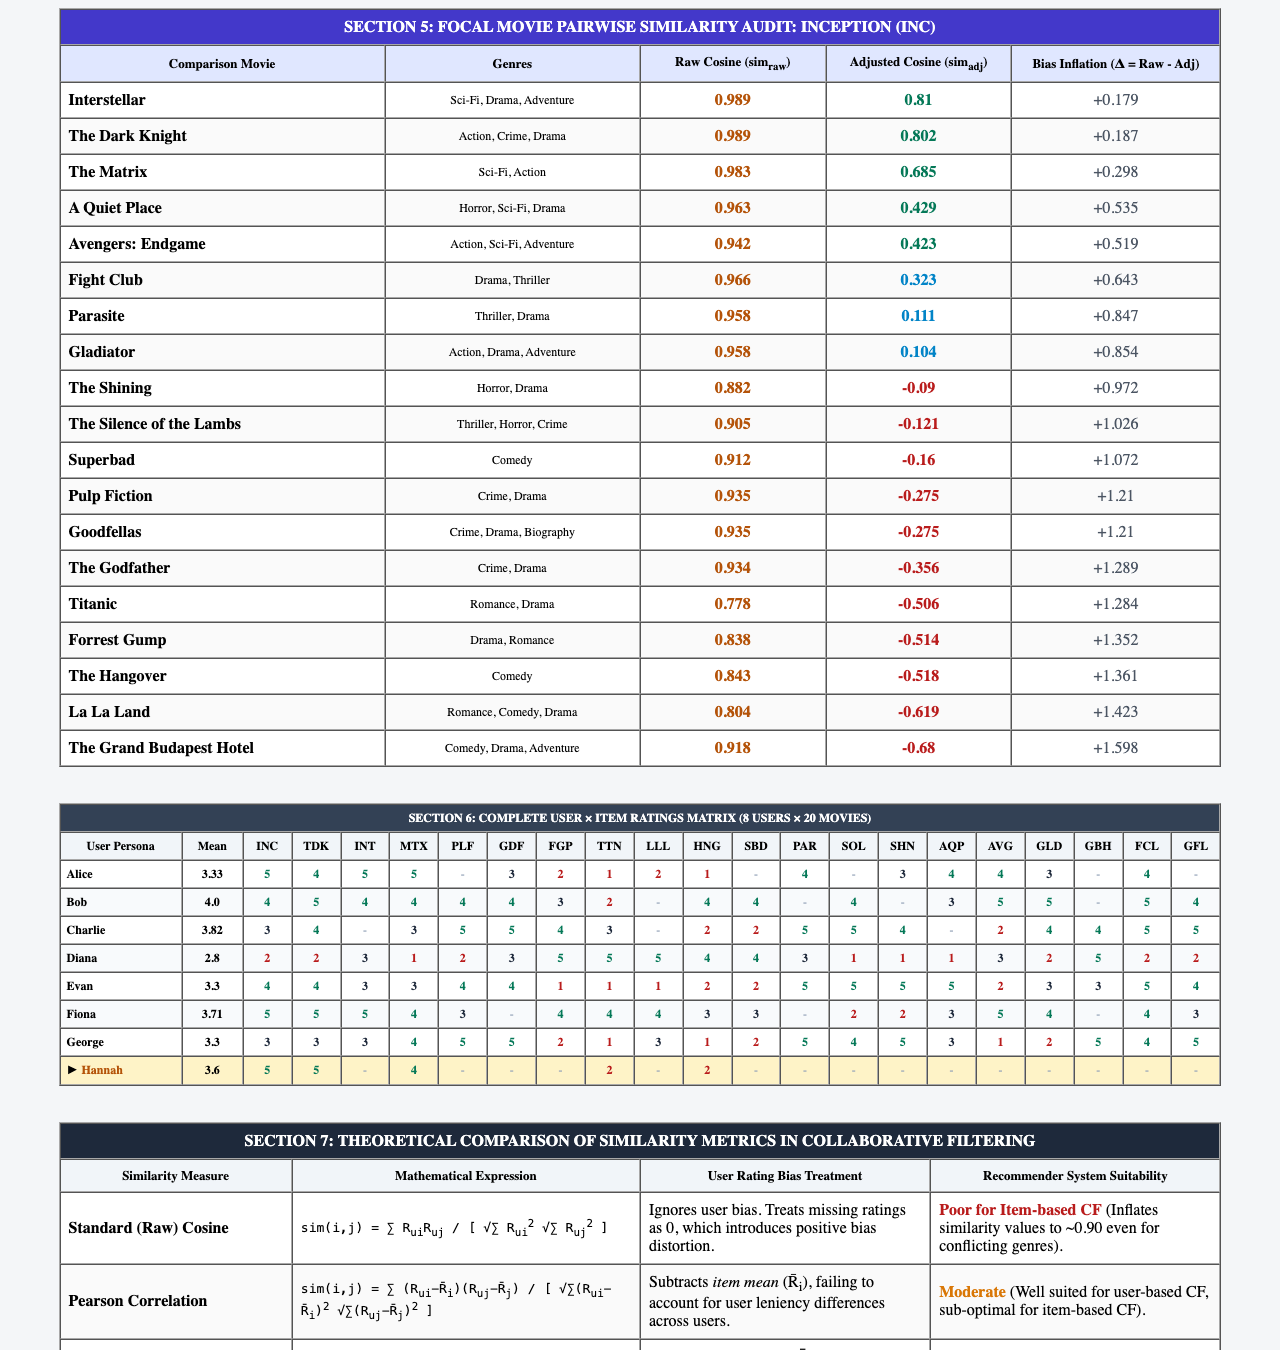 SECTION 5: FOCAL MOVIE PAIRWISE SIMILARITY AUDIT: INCEPTION (INC)
Comparison Movie Genres Raw Cosine (sim_raw) Adjusted Cosine (sim_adj) Bias Inflation (Δ = Raw - Adj)
Interstellar Sci-Fi, Drama, Adventure 0.989 0.81 +0.179
The Dark Knight Action, Crime, Drama 0.989 0.802 +0.187
The Matrix Sci-Fi, Action 0.983 0.685 +0.298
A Quiet Place Horror, Sci-Fi, Drama 0.963 0.429 +0.535
Avengers: Endgame Action, Sci-Fi, Adventure 0.942 0.423 +0.519
Fight Club Drama, Thriller 0.966 0.323 +0.643
Parasite Thriller, Drama 0.958 0.111 +0.847
Gladiator Action, Drama, Adventure 0.958 0.104 +0.854
The Shining Horror, Drama 0.882 -0.09 +0.972
The Silence of the Lambs Thriller, Horror, Crime 0.905 -0.121 +1.026
Superbad Comedy 0.912 -0.16 +1.072
Pulp Fiction Crime, Drama 0.935 -0.275 +1.21
Goodfellas Crime, Drama, Biography 0.935 -0.275 +1.21
The Godfather Crime, Drama 0.934 -0.356 +1.289
Titanic Romance, Drama 0.778 -0.506 +1.284
Forrest Gump Drama, Romance 0.838 -0.514 +1.352
The Hangover Comedy 0.843 -0.518 +1.361
La La Land Romance, Comedy, Drama 0.804 -0.619 +1.423
The Grand Budapest Hotel Comedy, Drama, Adventure 0.918 -0.68 +1.598
SECTION 6: COMPLETE USER × ITEM RATINGS MATRIX (8 USERS × 20 MOVIES)
User Persona Mean INC TDK INT MTX PLF GDF FGP TTN LLL HNG SBD PAR SOL SHN AQP AVG GLD GBH FCL GFL
Alice 3.33 5 4 5 5 - 3 2 1 2 1 - 4 - 3 4 4 3 - 4 -
Bob 4.0 4 5 4 4 4 4 3 2 - 4 4 - 4 - 3 5 5 - 5 4
Charlie 3.82 3 4 - 3 5 5 4 3 - 2 2 5 5 4 - 2 4 4 5 5
Diana 2.8 2 2 3 1 2 3 5 5 5 4 4 3 1 1 1 3 2 5 2 2
Evan 3.3 4 4 3 3 4 4 1 1 1 2 2 5 5 5 5 2 3 3 5 4
Fiona 3.71 5 5 5 4 3 - 4 4 4 3 3 - 2 2 3 5 4 - 4 3
George 3.3 3 3 3 4 5 5 2 1 3 1 2 5 4 5 3 1 2 5 4 5
► Hannah 3.6 5 5 - 4 - - - 2 - 2 - - - - - - - - - -
SECTION 7: THEORETICAL COMPARISON OF SIMILARITY METRICS IN COLLABORATIVE FILTERING
Similarity Measure Mathematical Expression User Rating Bias Treatment Recommender System Suitability
Standard (Raw) Cosine
sim(i,j) = ∑ R_ui R_uj / [ √∑ R_ui² √∑ R_uj² ]
Ignores user bias. Treats missing ratings
as 0, which introduces positive bias
distortion.
Poor for Item-based CF (Inflates
similarity values to ~0.90 even for
conflicting genres).
Pearson Correlation
sim(i,j) = ∑ (R_ui–R̄_i)(R_uj–R̄_j) / [ √∑(R_ui–
R̄_i)² √∑(R_uj–R̄_j)² ]
Subtracts item mean (R̄_i), failing to
account for user leniency differences
across users.
Moderate (Well suited for user-based CF,
sub-optimal for item-based CF).